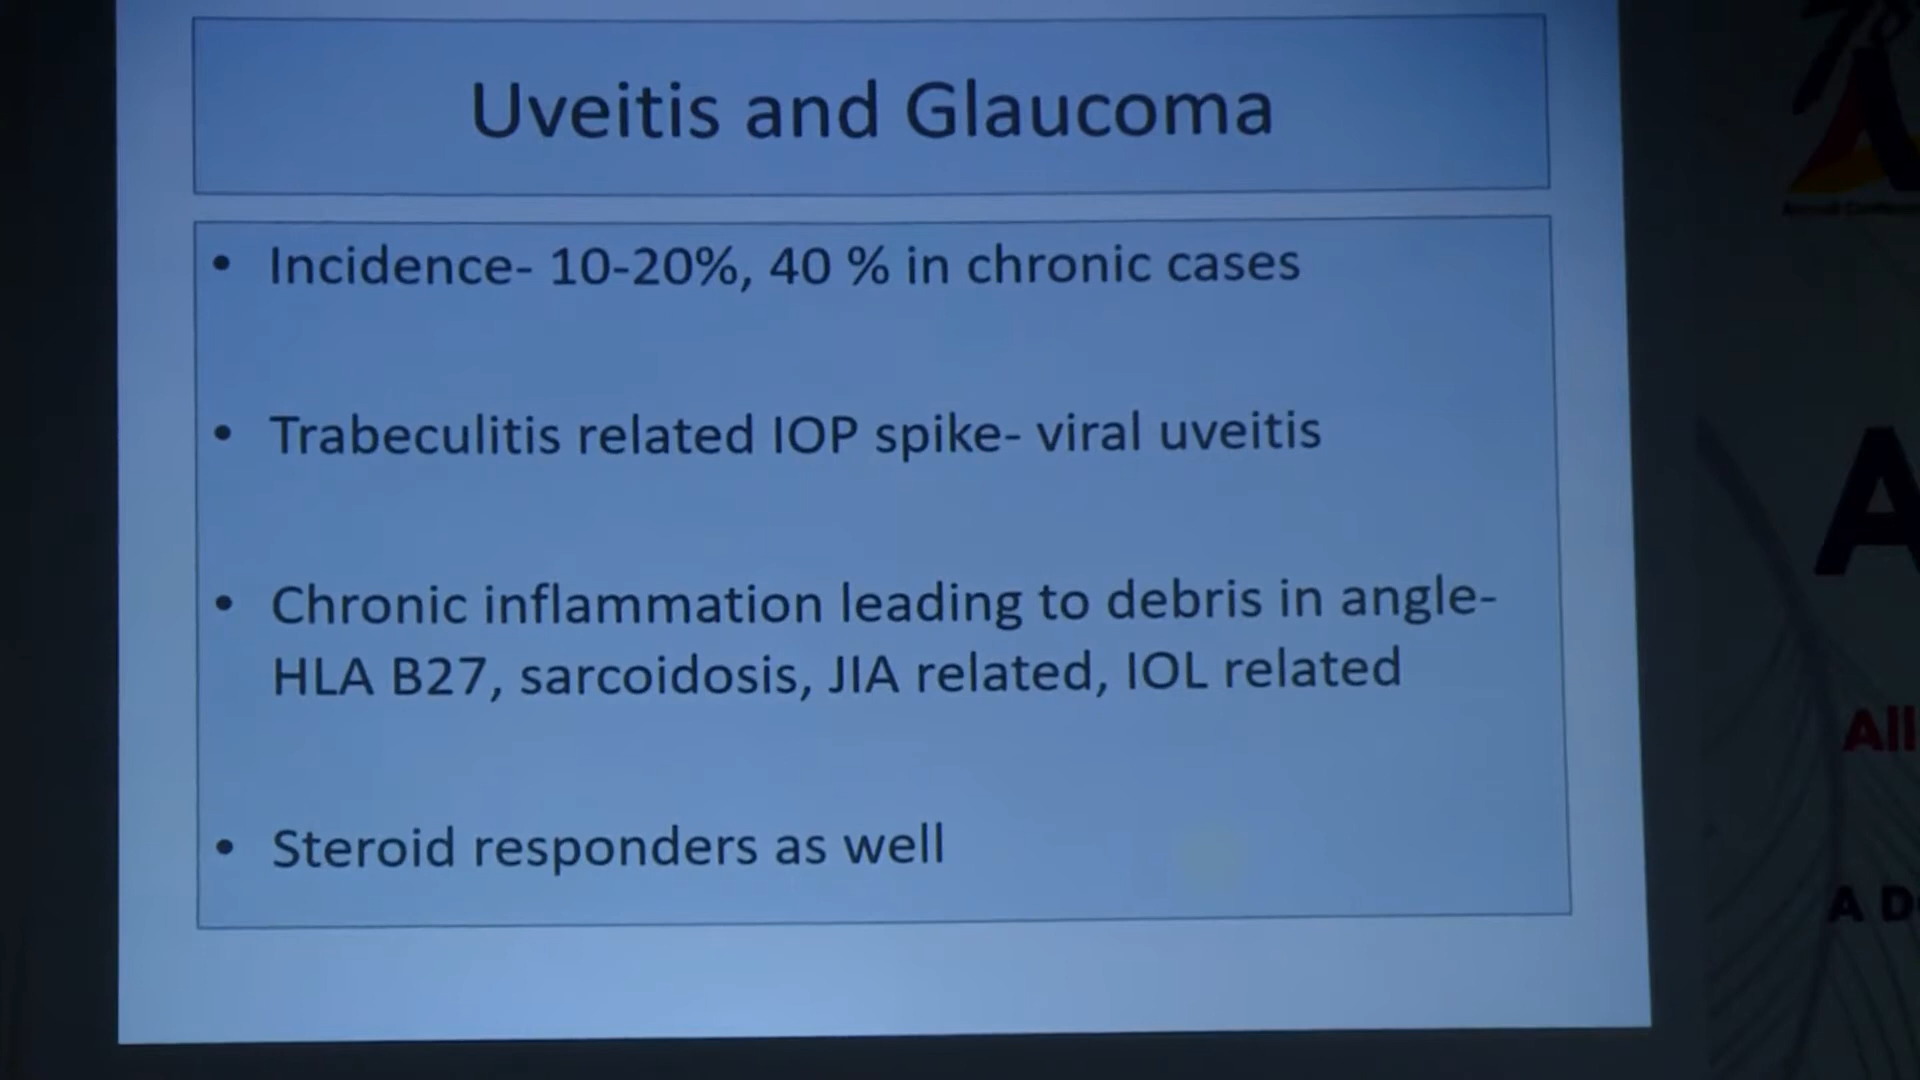 Uveitis and Glaucoma
• Incidence- 10-20%, 40 % in chronic cases
• Trabeculitis related IOP spike- viral uveitis
• Chronic inflammation leading to debris in angle-
HLA B27, sarcoidosis, JIA related, IOL related
• Steroid responders as well
A
All
A D